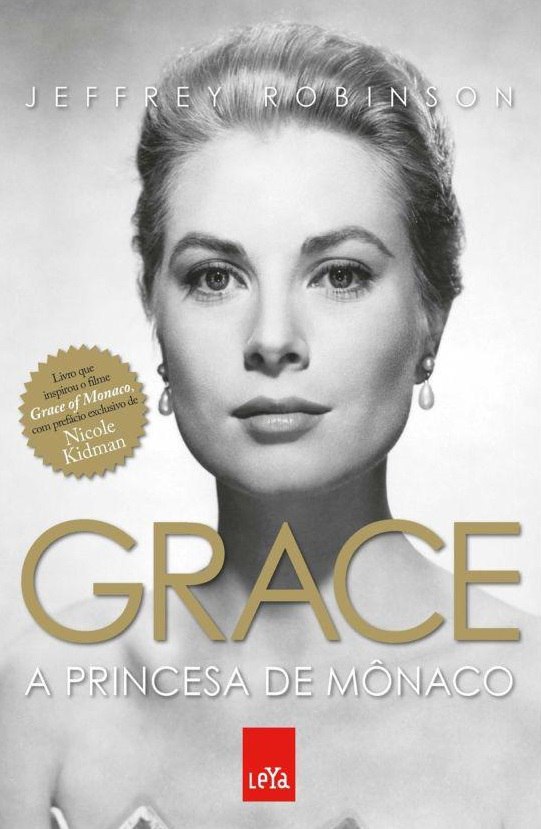 JEFFREY ROBINSON
Livro que
inspirou o filme
Grace of Monaco,
com prefácio exclusivo de
Nicole
Kidman
GRACE
A PRINCESA DE MÔNACO
LeYa